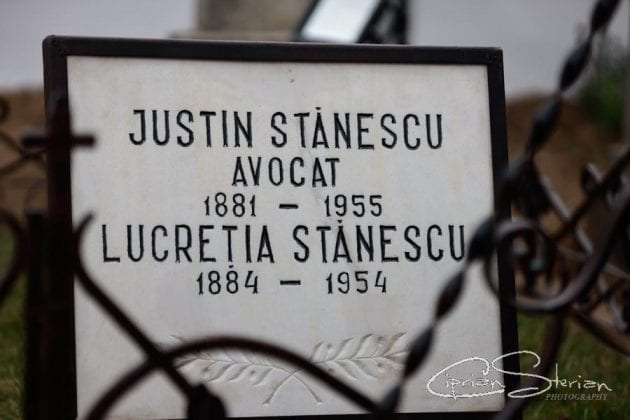 JUSTIN STĂNESCU
AVOCAT
1881 – 1955
LUCREȚIA STĂNESCU
1884 – 1954
Ciprian Sterian
PHOTOGRAPHY